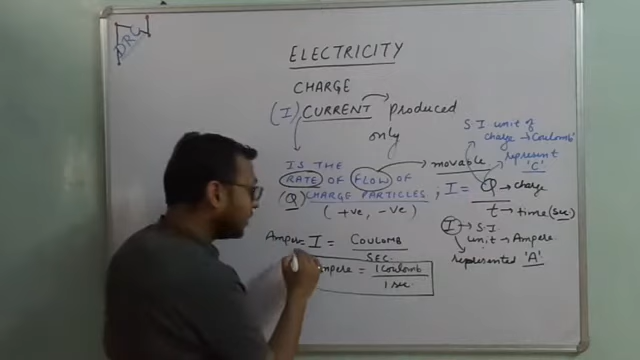 DRG
ELECTRICITY
CHARGE
(I) CURRENT → produced
only
IS THE
RATE OF FLOW OF → movable
(Q) CHARGE PARTICLES ; I = Q → charge
t → time (sec)
(+ve, -ve)
S.I unit of
charge → Coulomb
represent
'C'
I → S.I
unit → Ampere.
represented 'A'
Ampere I = COULOMB
SEC.
Ampere = 1 Coulomb
1 sec.